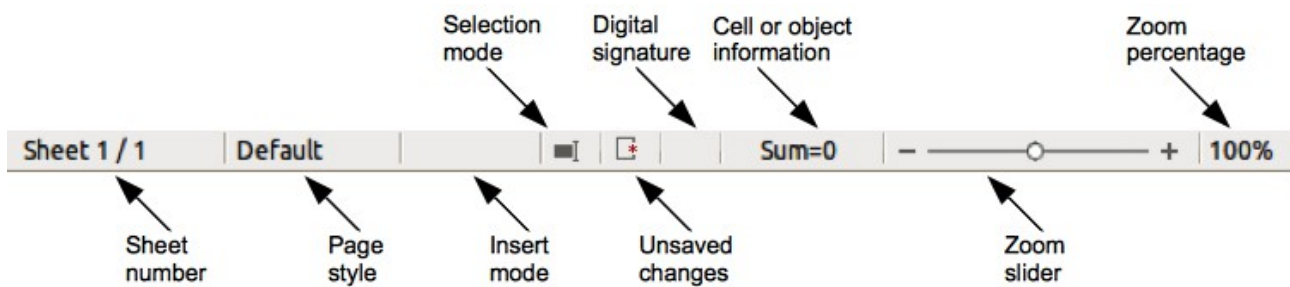 Selection
mode
Digital
signature
Cell or object
information
Zoom
percentage
Sheet 1 / 1
Default
Sum=0
100%
Sheet
number
Page
style
Insert
mode
Unsaved
changes
Zoom
slider